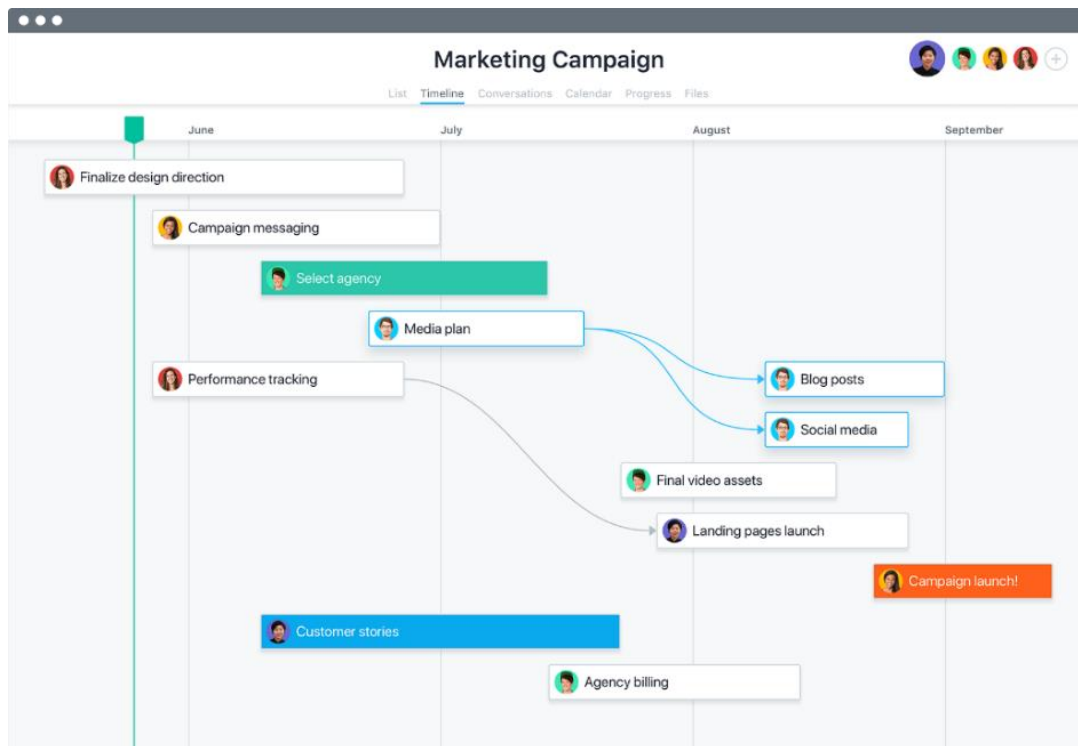 Marketing Campaign
List Timeline Conversations Calendar Progress Files
June July August September
Finalize design direction
Campaign messaging
Select agency
Media plan
Performance tracking
Blog posts
Social media
Final video assets
Landing pages launch
Campaign launch!
Customer stories
Agency billing